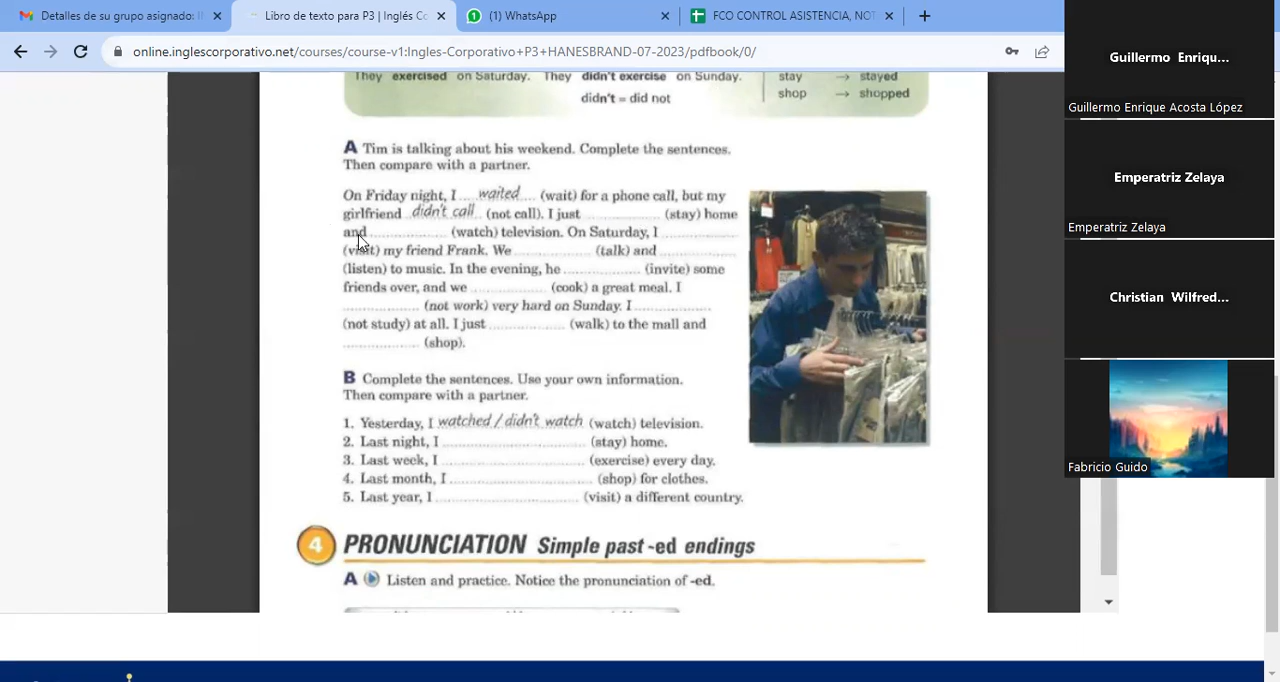 Detalles de su grupo asignado: I
Libro de texto para P3 | Inglés Co
(1) WhatsApp
FCO CONTROL ASISTENCIA, NOT
online.inglescorporativo.net/courses/course-v1:Ingles-Corporativo+P3+HANESBRAND-07-2023/pdfbook/0/
They exercised on Saturday. They didn't exercise on Sunday.
didn't = did not
stay → stayed
shop → shopped
A Tim is talking about his weekend. Complete the sentences.
Then compare with a partner.
On Friday night, I waited (wait) for a phone call, but my
girlfriend didn't call (not call). I just ............... (stay) home
and ............... (watch) television. On Saturday, I ...............
(visit) my friend Frank. We ............... (talk) and ...............
(listen) to music. In the evening, he ............... (invite) some
friends over, and we ............... (cook) a great meal. I
............... (not work) very hard on Sunday. I ...............
(not study) at all. I just ............... (walk) to the mall and
............... (shop).
B Complete the sentences. Use your own information.
Then compare with a partner.
1. Yesterday, I watched / didn't watch (watch) television.
2. Last night, I ............................ (stay) home.
3. Last week, I ............................ (exercise) every day.
4. Last month, I ............................ (shop) for clothes.
5. Last year, I ............................ (visit) a different country.
4 PRONUNCIATION Simple past -ed endings
A Listen and practice. Notice the pronunciation of -ed.
Guillermo Enriqu...
Guillermo Enrique Acosta López
Emperatriz Zelaya
Emperatriz Zelaya
Christian Wilfred...
Fabricio Guido